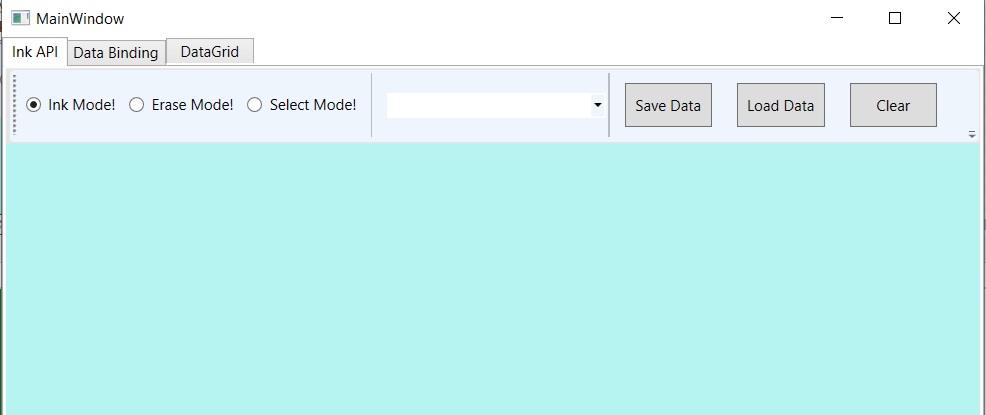 MainWindow
Ink API Data Binding DataGrid
Ink Mode! Erase Mode! Select Mode! Save Data Load Data Clear